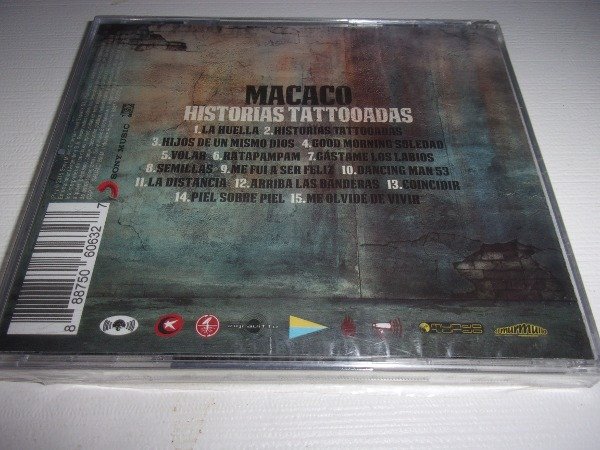 MACACO
HISTORIAS TATTOOADAS
1. LA HUELLA 2. HISTORIAS TATTOOADAS
3. HIJOS DE UN MISMO DIOS 4. GOOD MORNING SOLEDAD
5. VOLAR 6. RATAPAMPAM 7. GÁSTAME LOS LABIOS
8. SEMILLAS 9. ME FUI A SER FELIZ 10. DANCING MAN 53
11. LA DISTANCIA 12. ARRIBA LAS BANDERAS 13. COINCIDIR
14. PIEL SOBRE PIEL 15. ME OLVIDÉ DE VIVIR
SONY MUSIC
8 88750 60632 7